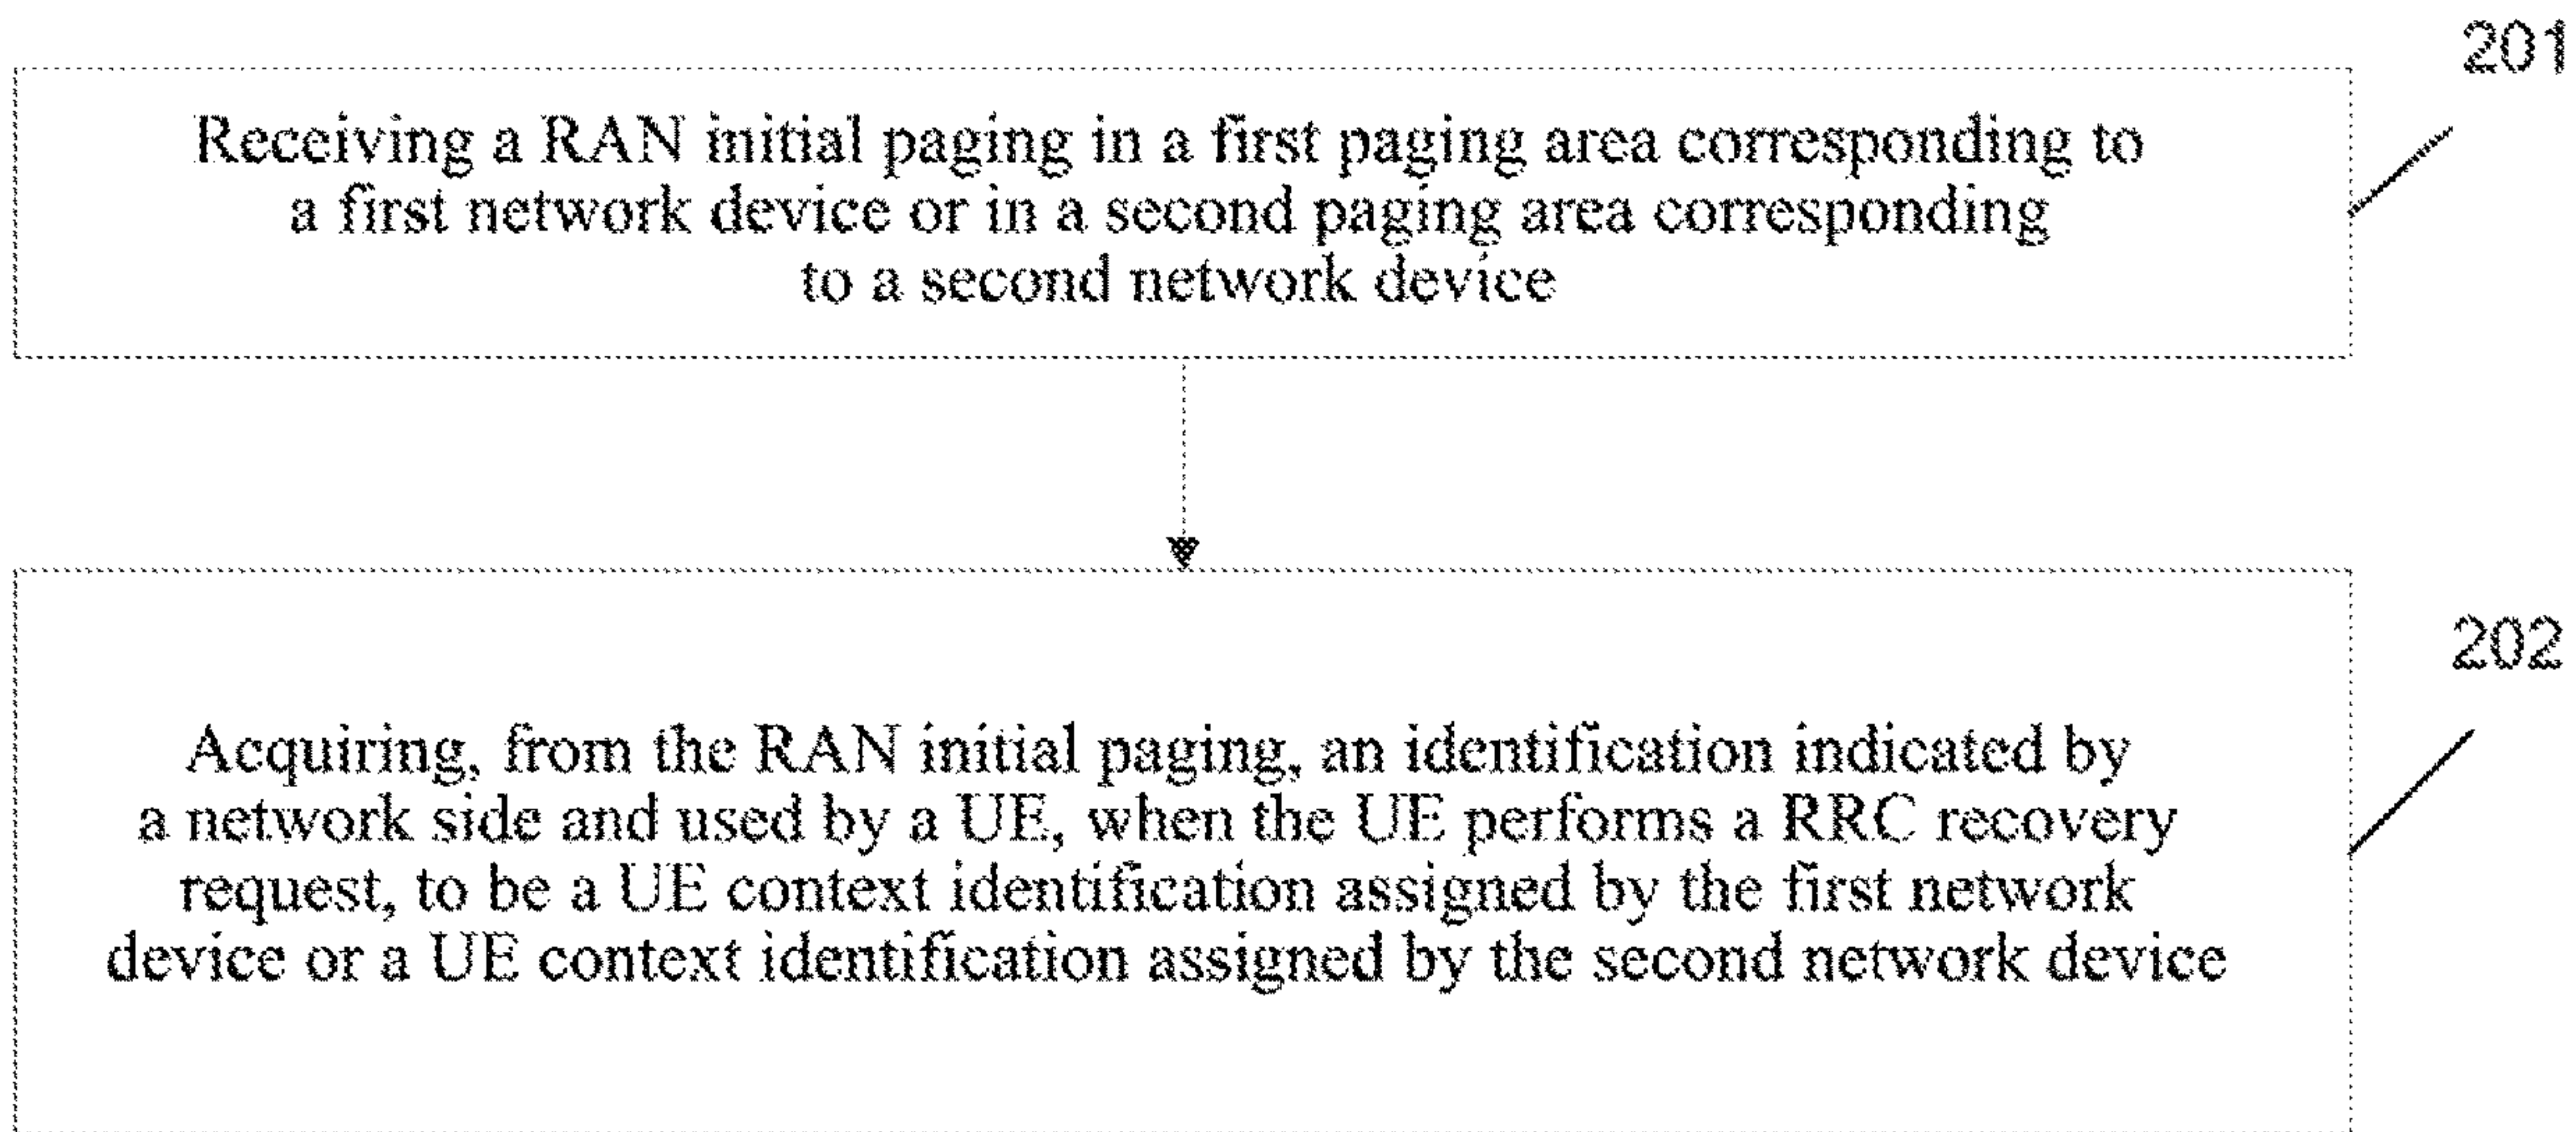 201
Receiving a RAN initial paging in a first paging area corresponding to
a first network device or in a second paging area corresponding
to a second network device
202
Acquiring, from the RAN initial paging, an identification indicated by
a network side and used by a UE, when the UE performs a RRC recovery
request, to be a UE context identification assigned by the first network
device or a UE context identification assigned by the second network device